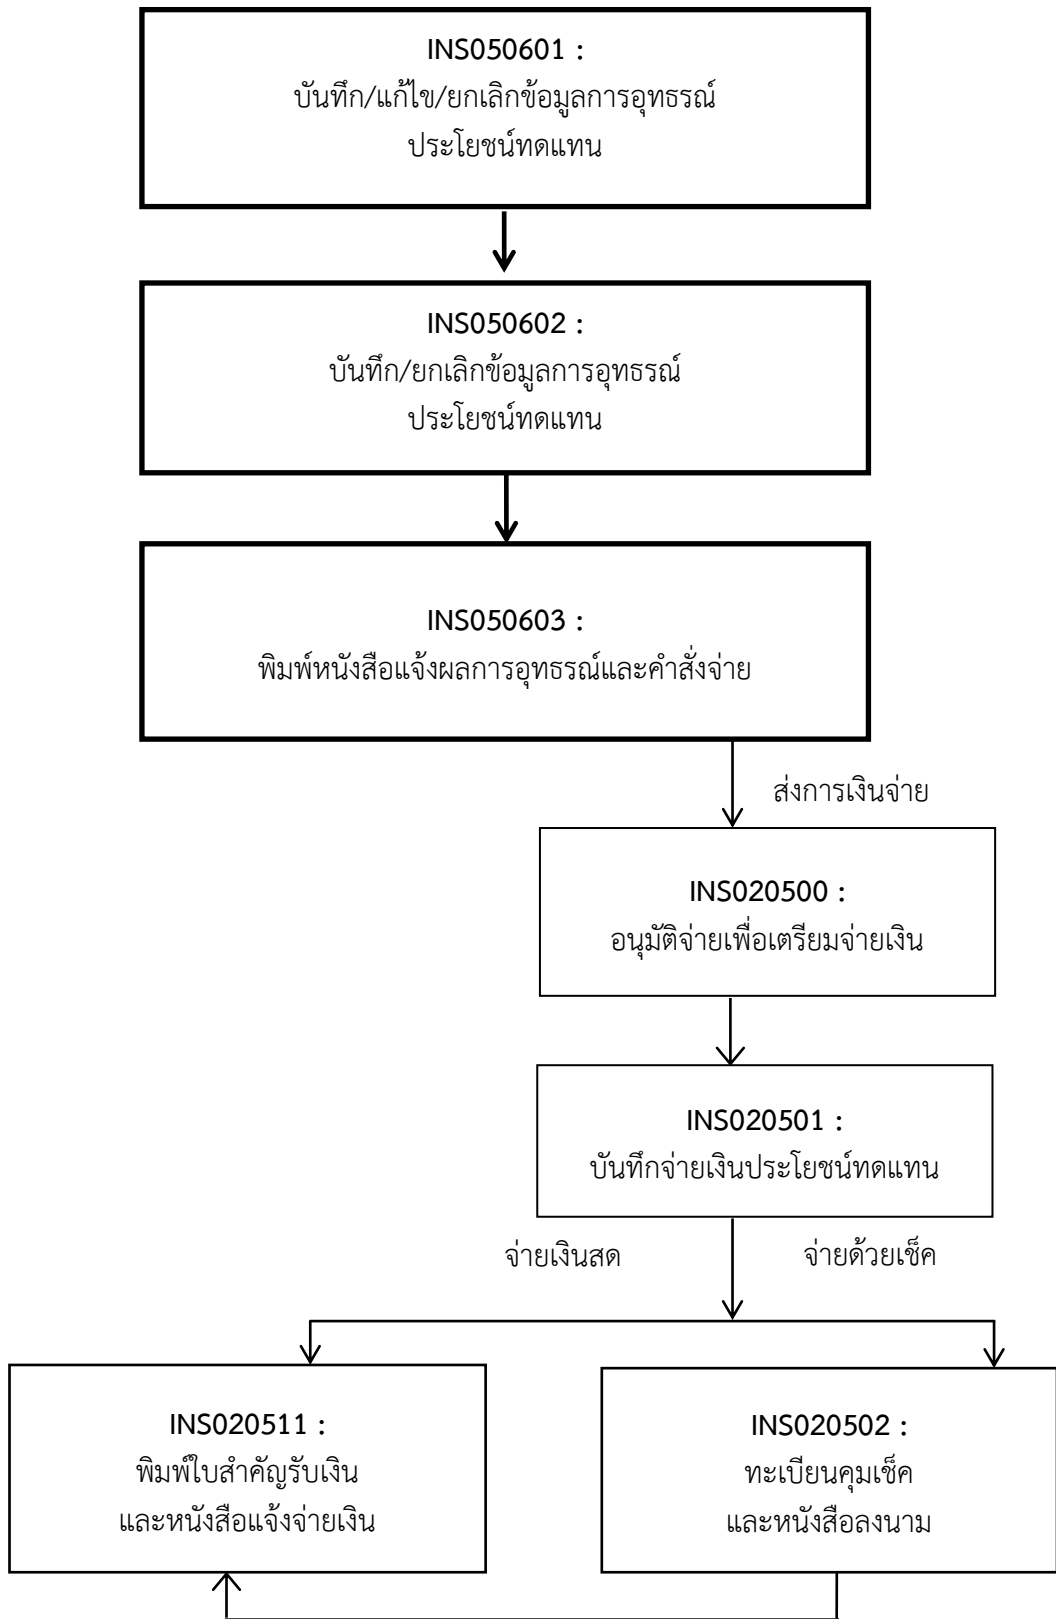 INS050601 :
บันทึก/แก้ไข/ยกเลิกข้อมูลการอุทธรณ์
ประโยชน์ทดแทน
INS050602 :
บันทึก/ยกเลิกข้อมูลการอุทธรณ์
ประโยชน์ทดแทน
INS050603 :
พิมพ์หนังสือแจ้งผลการอุทธรณ์และคำสั่งจ่าย
ส่งการเงินจ่าย
INS020500 :
อนุมัติจ่ายเพื่อเตรียมจ่ายเงิน
INS020501 :
บันทึกจ่ายเงินประโยชน์ทดแทน
จ่ายเงินสด
จ่ายด้วยเช็ค
INS020511 :
พิมพ์ใบสำคัญรับเงิน
และหนังสือแจ้งจ่ายเงิน
INS020502 :
ทะเบียนคุมเช็ค
และหนังสือลงนาม